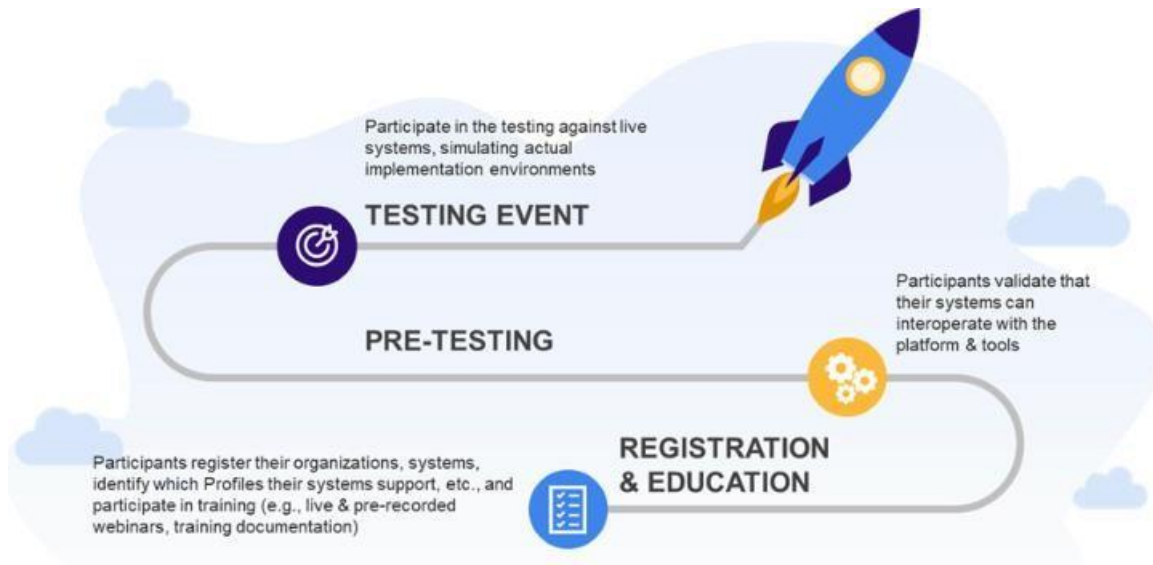 Participate in the testing against live
systems, simulating actual
implementation environments
TESTING EVENT
Participants validate that
their systems can
interoperate with the
platform & tools
PRE-TESTING
REGISTRATION
& EDUCATION
Participants register their organizations, systems,
identify which Profiles their systems support, etc., and
participate in training (e.g., live & pre-recorded
webinars, training documentation)